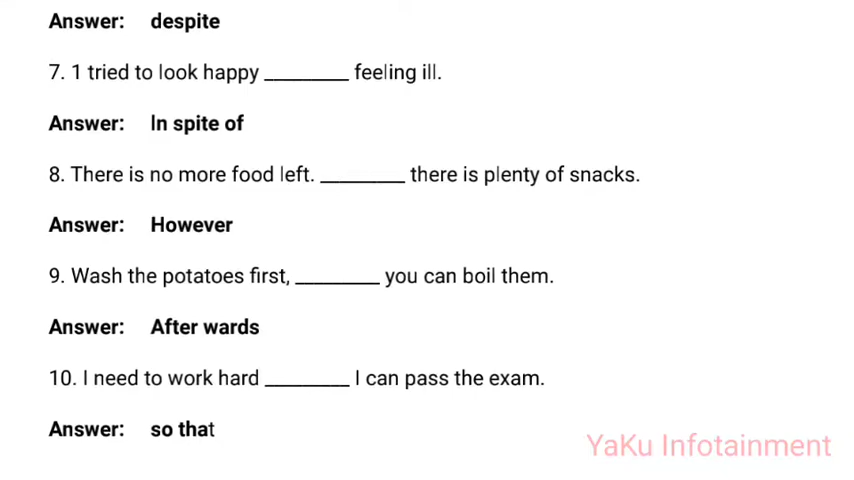 Answer: despite
7. 1 tried to look happy ________ feeling ill.
Answer: In spite of
8. There is no more food left. ________ there is plenty of snacks.
Answer: However
9. Wash the potatoes first, ________ you can boil them.
Answer: After wards
10. I need to work hard ________ I can pass the exam.
Answer: so that
YaKu Infotainment